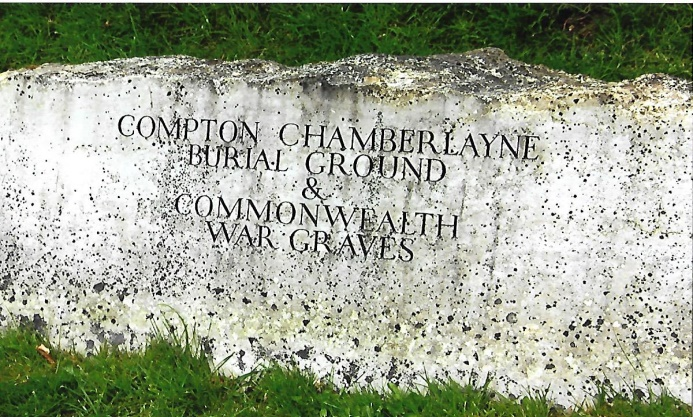 COMPTON CHAMBERLAYNE
BURIAL GROUND
&
COMMONWEALTH
WAR GRAVES